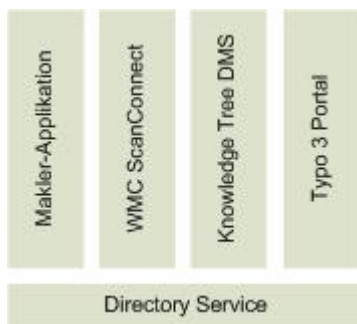 Makler-Applikation
WMC ScanConnect
Knowledge Tree DMS
Typo 3 Portal
Directory Service